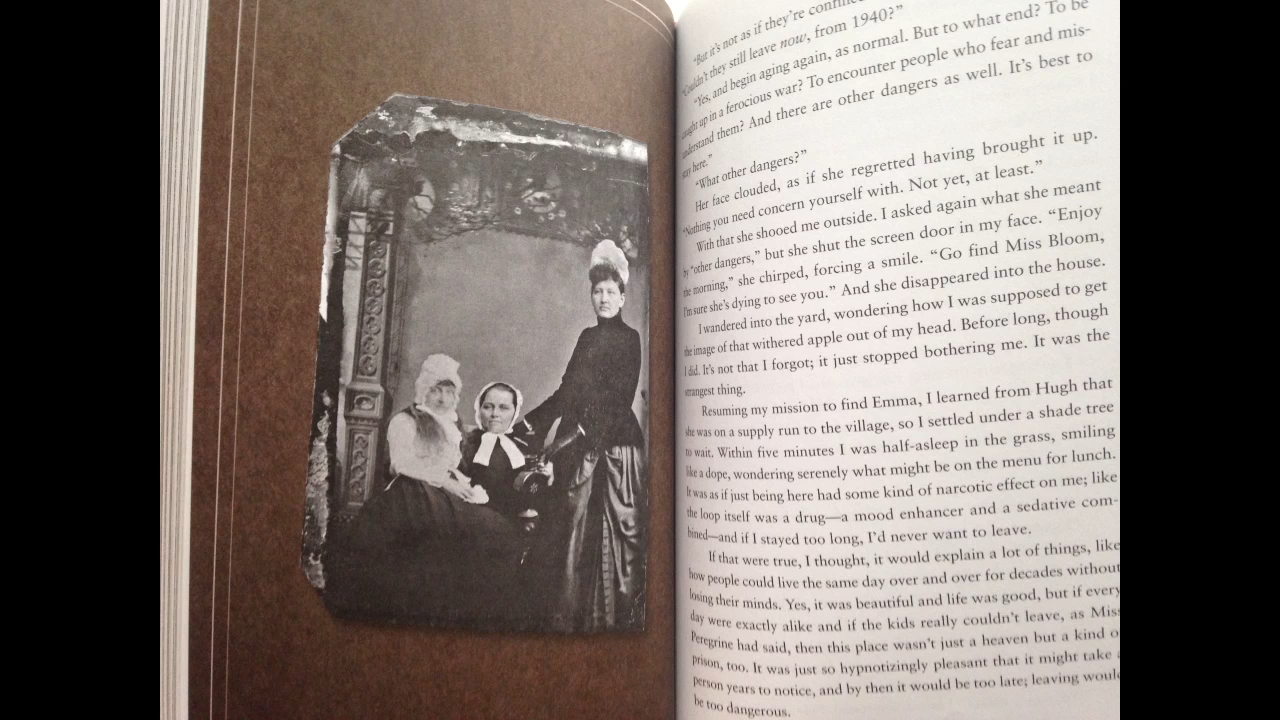 "But it's not as if they're confined
"Couldn't they still leave now, from 1940?"
"Yes, and begin aging again, as normal. But to what end? To be
caught up in a ferocious war? To encounter people who fear and mis-
understand them? And there are other dangers as well. It's best to
stay here."
"What other dangers?"
Her face clouded, as if she regretted having brought it up.
"Nothing you need concern yourself with. Not yet, at least."
With that she shooed me outside. I asked again what she meant
by "other dangers," but she shut the screen door in my face. "Enjoy
the morning," she chirped, forcing a smile. "Go find Miss Bloom,
I'm sure she's dying to see you." And she disappeared into the house.
I wandered into the yard, wondering how I was supposed to get
the image of that withered apple out of my head. Before long, though
I did. It's not that I forgot; it just stopped bothering me. It was the
strangest thing.
Resuming my mission to find Emma, I learned from Hugh that
she was on a supply run to the village, so I settled under a shade tree
to wait. Within five minutes I was half-asleep in the grass, smiling
like a dope, wondering serenely what might be on the menu for lunch.
It was as if just being here had some kind of narcotic effect on me; like
the loop itself was a drug—a mood enhancer and a sedative com-
bined—and if I stayed too long, I'd never want to leave.
If that were true, I thought, it would explain a lot of things, like
how people could live the same day over and over for decades without
losing their minds. Yes, it was beautiful and life was good, but if every
day were exactly alike and if the kids really couldn't leave, as Miss
Peregrine had said, then this place wasn't just a heaven but a kind o
prison, too. It was just so hypnotizingly pleasant that it might take a
person years to notice, and by then it would be too late; leaving would
be too dangerous.